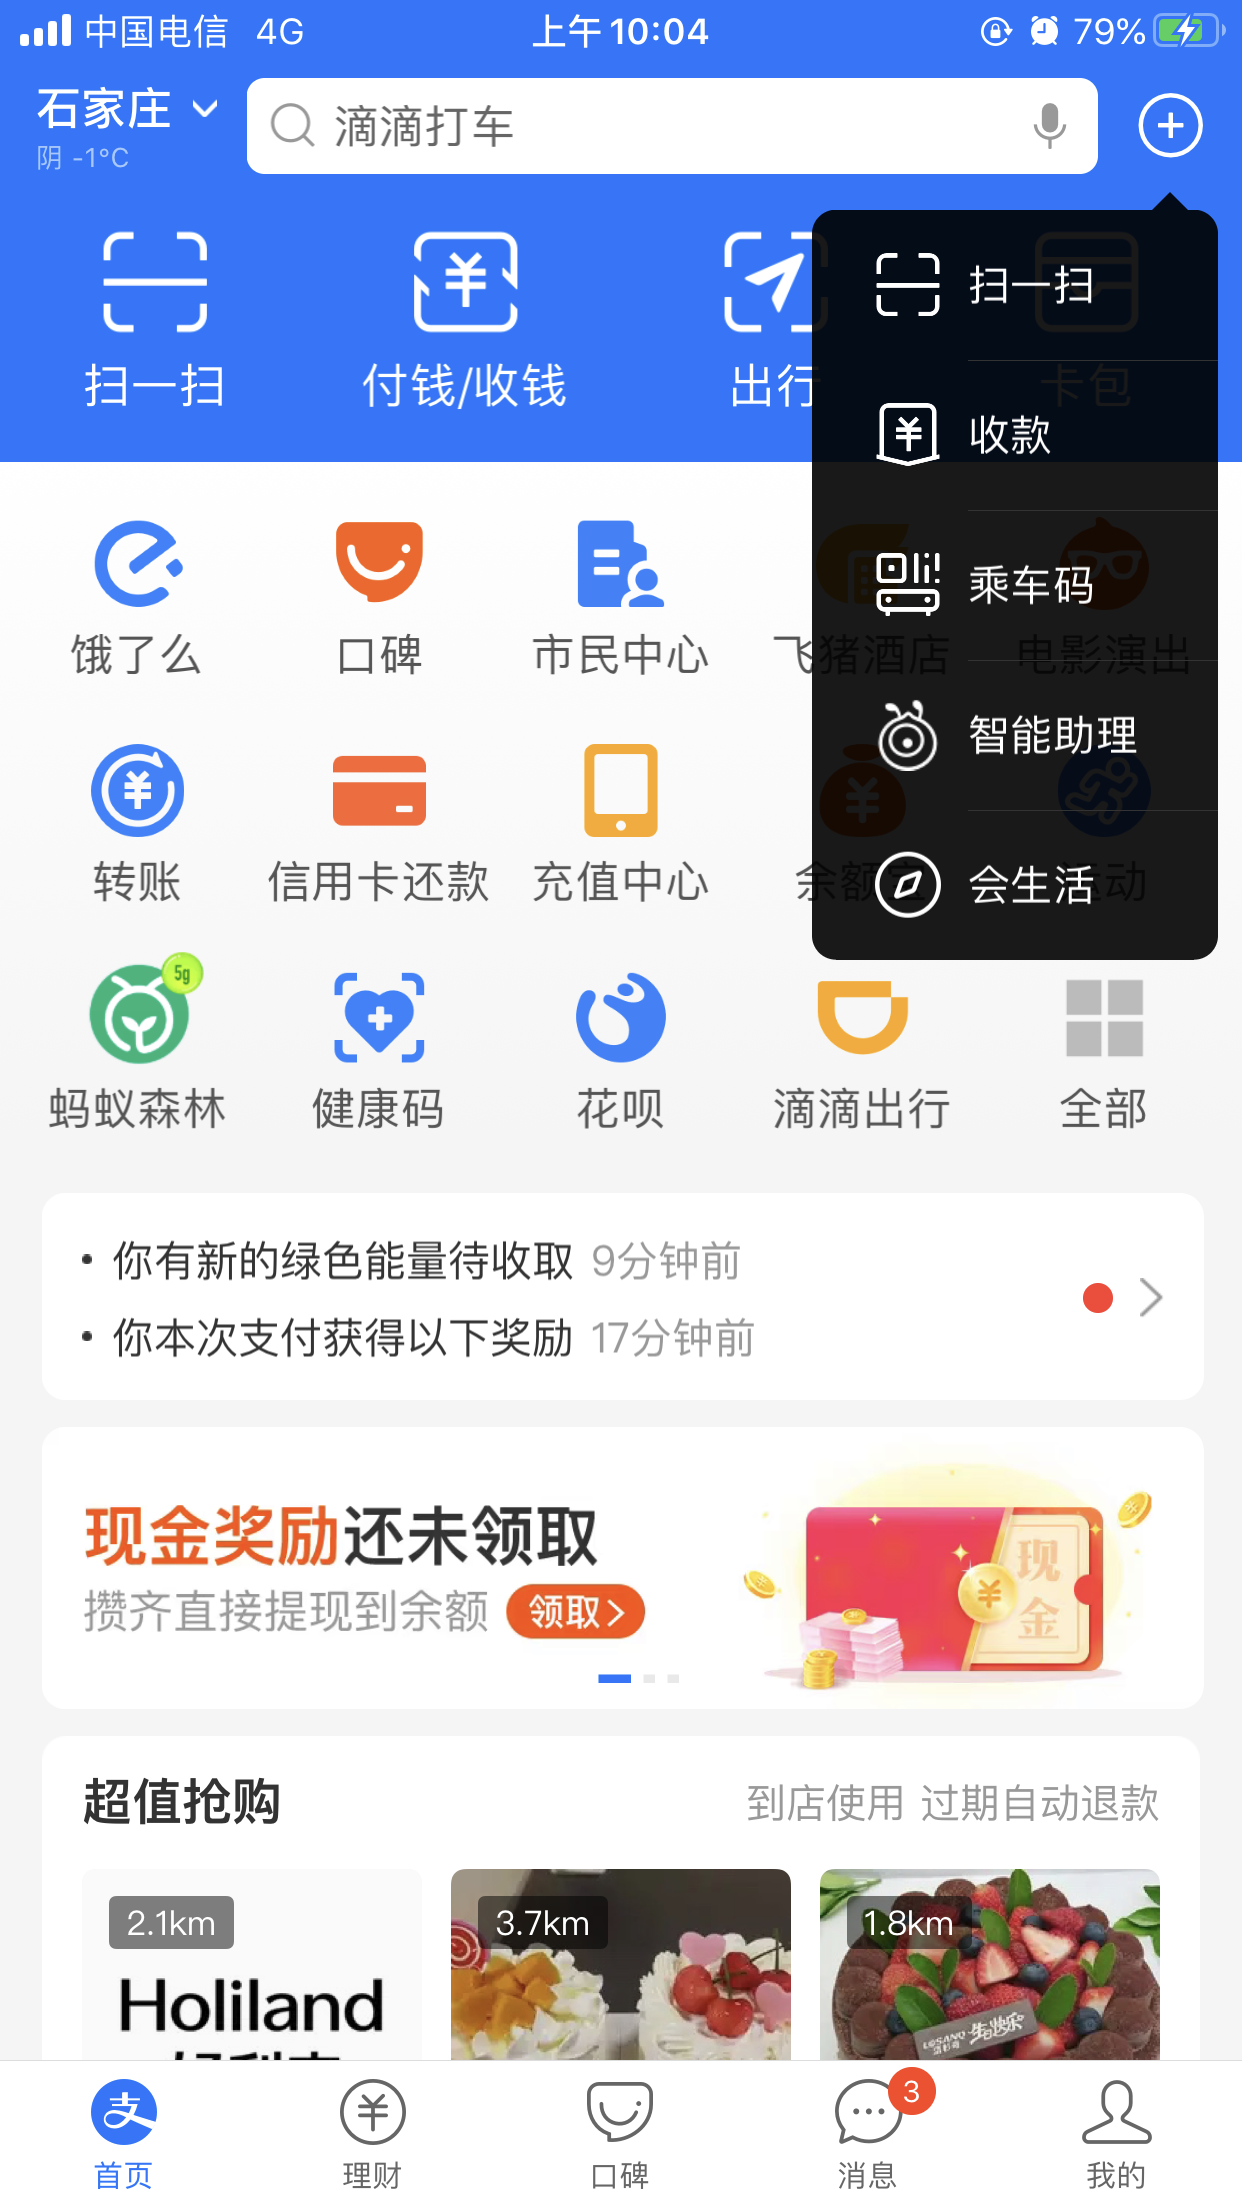 中国电信 4G 上午10:04 79%
石家庄
阴 -1°C
滴滴打车
扫一扫 付钱/收钱 出行 卡包
扫一扫
收款
乘车码
智能助理
会生活
饿了么 口碑 市民中心 飞猪酒店 电影演出
转账 信用卡还款 充值中心 余额宝 运动
5g
蚂蚁森林 健康码 花呗 滴滴出行 全部
· 你有新的绿色能量待收取 9分钟前
· 你本次支付获得以下奖励 17分钟前
现金奖励还未领取
攒齐直接提现到余额 领取>
现金
超值抢购 到店使用 过期自动退款
2.1km 3.7km 1.8km
Holiland
生日快乐
3
首页 理财 口碑 消息 我的